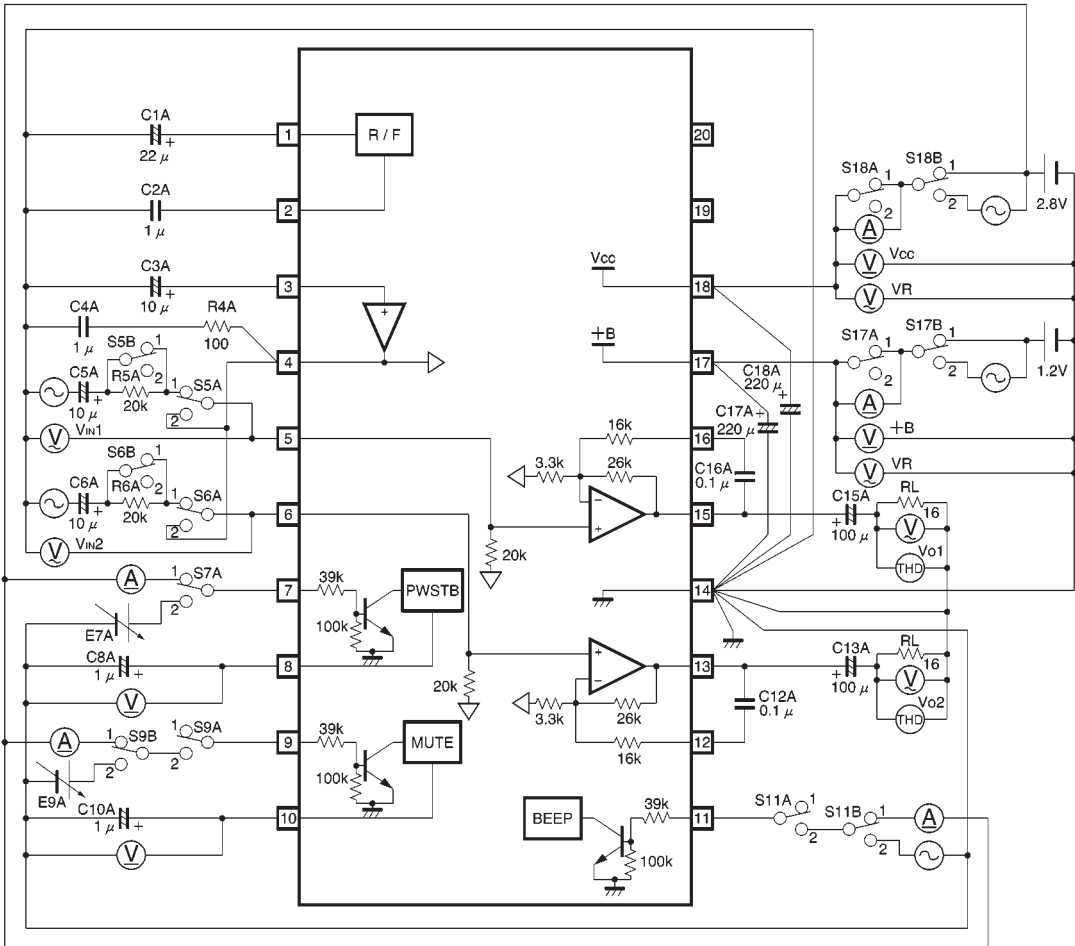 C1A
+
22 μ
1
R / F
20
C2A
1 μ
2
19
S18A
1
2
S18B
1
2
2.8V
A
V
Vcc
V
VR
C3A
+
10 μ
3
+
Vcc
18
C4A
1 μ
R4A
100
4
+B
17
S17A
1
2
S17B
1
2
1.2V
A
V
+B
V
VR
C18A
220 μ
+
C17A
+
220 μ
S5B
1
2
C5A
+
10 μ
R5A
20k
1
2
S5A
V
VIN1
5
16k
16
3.3k
26k
C16A
0.1 μ
S6B
1
2
C6A
+
10 μ
R6A
20k
1
2
S6A
V
VIN2
6
−
+
15
C15A
+
100 μ
RL
16
V
Vo1
THD
20k
A
1
2
S7A
7
39k
PWSTB
14
E7A
100k
C8A
1 μ
+
8
V
20k
+
−
13
C13A
+
100 μ
RL
16
V
Vo2
THD
3.3k
26k
C12A
0.1 μ
A
1
2
S9B
1
2
S9A
9
39k
MUTE
16k
12
E9A
100k
C10A
1 μ
+
10
V
BEEP
39k
11
100k
S11A
1
2
S11B
1
2
A